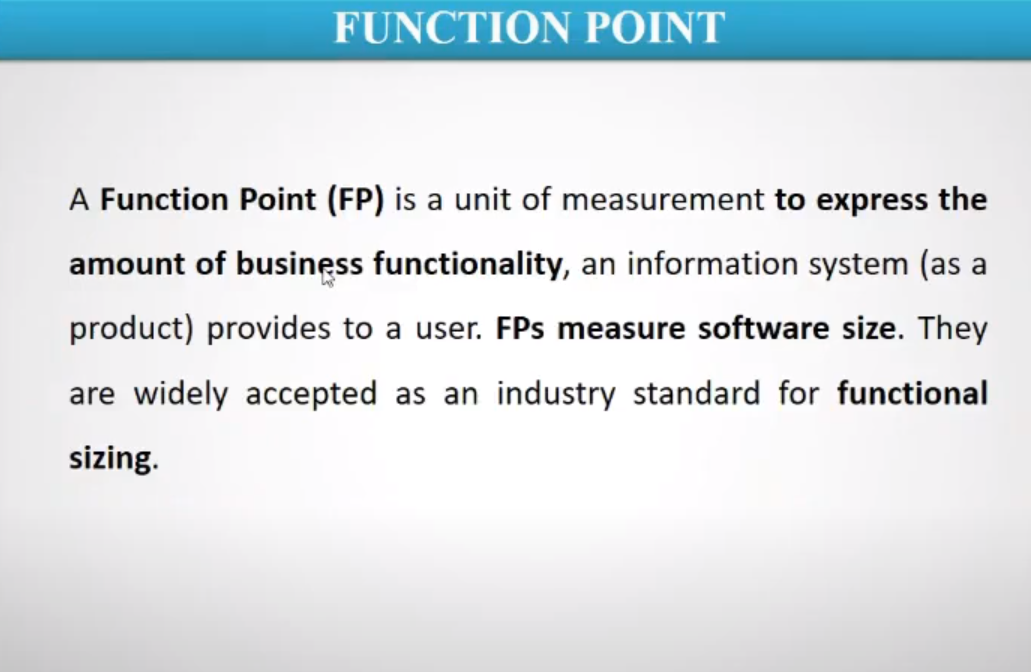 FUNCTION POINT
A Function Point (FP) is a unit of measurement to express the
amount of business functionality, an information system (as a
product) provides to a user. FPs measure software size. They
are widely accepted as an industry standard for functional
sizing.